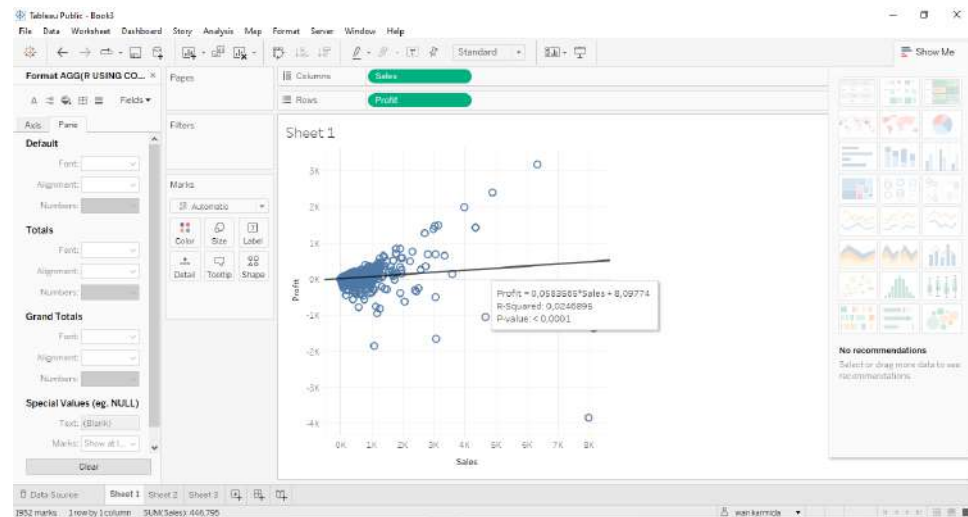 Tableau Public - Book3
File Data Worksheet Dashboard Story Analysis Map Format Server Window Help
Standard
Show Me
Format AGG(R USING CO...
Fields
Axis Pane
Default
Font:
Alignment:
Numbers:
Totals
Font:
Alignment:
Numbers:
Grand Totals
Font:
Alignment:
Numbers:
Special Values (eg. NULL)
Text: (Blank)
Marks: Show at I...
Clear
Pages
Filters
Marks
Automatic
Color Size Label
Detail Tooltip Shape
Columns Sales
Rows Profit
Sheet 1
3K
2K
1K
0K
-1K
-2K
-3K
-4K
Profit
0K 1K 2K 3K 4K 5K 6K 7K 8K
Sales
Profit = 0,0583565*Sales + 8,09774
R-Squared: 0,0246895
P-value: < 0,0001
No recommendations
Select or drag more data to see
recommendations.
Data Source Sheet 1 Sheet 2 Sheet 3
1952 marks 1 row by 1 column SUM(Sales): 446.795
wan karmida